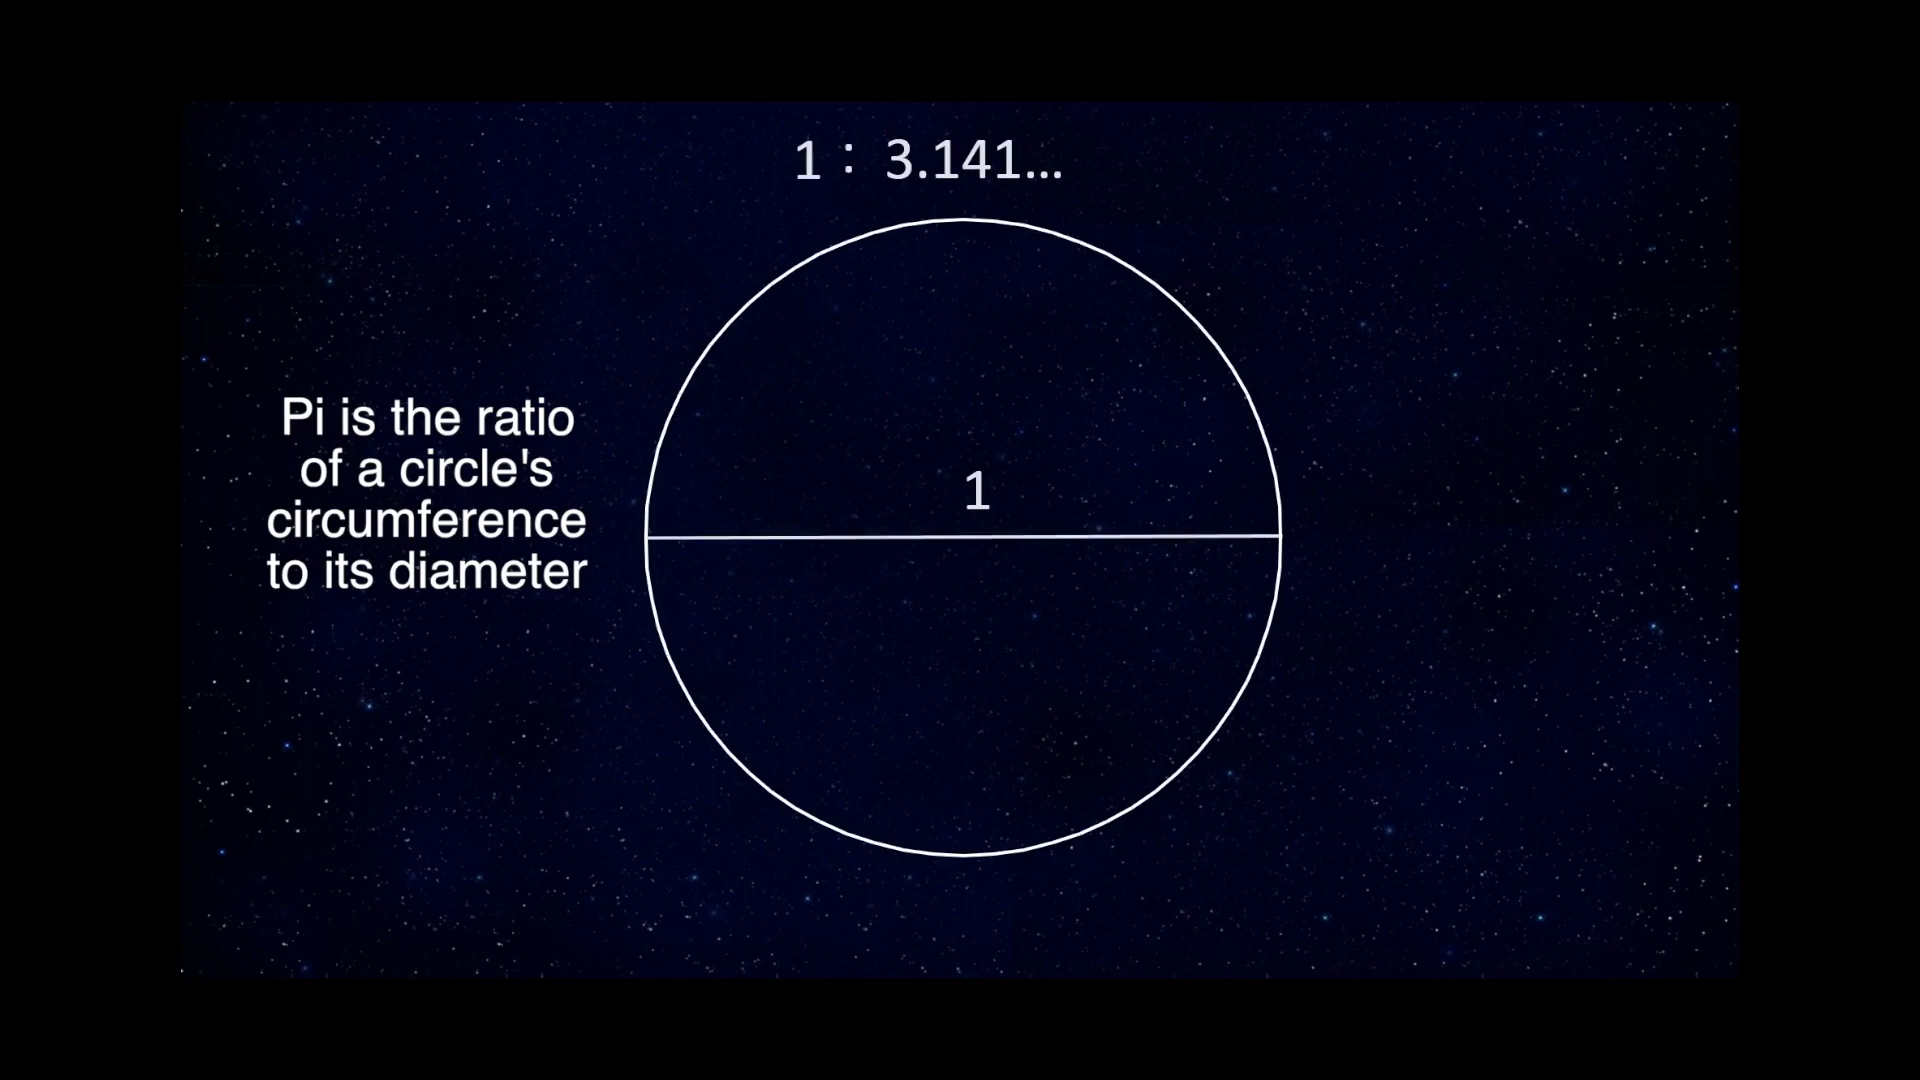 1 : 3.141...
Pi is the ratio
of a circle's
circumference
to its diameter
1